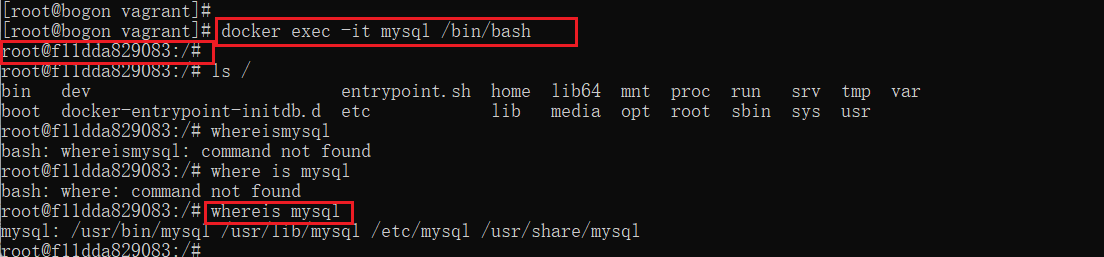 [root@bogon vagrant]#
[root@bogon vagrant]# docker exec -it mysql /bin/bash
root@f11dda829083:/#
root@f11dda829083:/# ls /
bin   dev                         entrypoint.sh  home  lib64  mnt  proc  run   srv  tmp  var
boot  docker-entrypoint-initdb.d  etc            lib   media  opt  root  sbin  sys  usr
root@f11dda829083:/# whereismysql
bash: whereismysql: command not found
root@f11dda829083:/# where is mysql
bash: where: command not found
root@f11dda829083:/# whereis mysql
mysql: /usr/bin/mysql /usr/lib/mysql /etc/mysql /usr/share/mysql
root@f11dda829083:/#